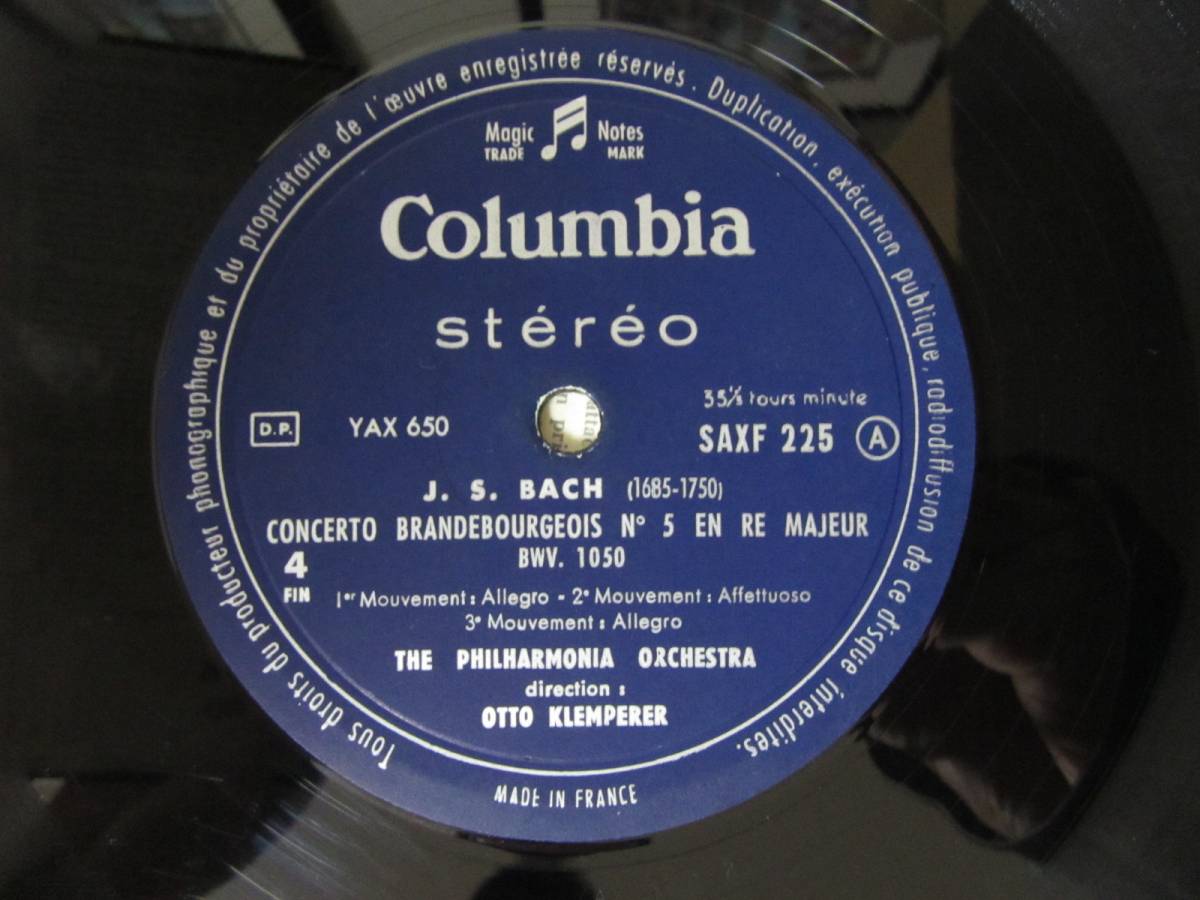 Tous droits du producteur phonographique et du propriétaire de l'œuvre enregistrée réservés. Duplication, exécution publique, radiodiffusion de ce disque interdites.
Magic Notes
TRADE MARK
Columbia
stéréo
D.P.
YAX 650
33⅓ tours minute
SAXF 225 A
J. S. BACH (1685-1750)
CONCERTO BRANDEBOURGEOIS N° 5 EN RE MAJEUR
4
BWV. 1050
FIN
1er Mouvement : Allegro - 2e Mouvement : Affettuoso
3e Mouvement : Allegro
THE PHILHARMONIA ORCHESTRA
direction :
OTTO KLEMPERER
MADE IN FRANCE